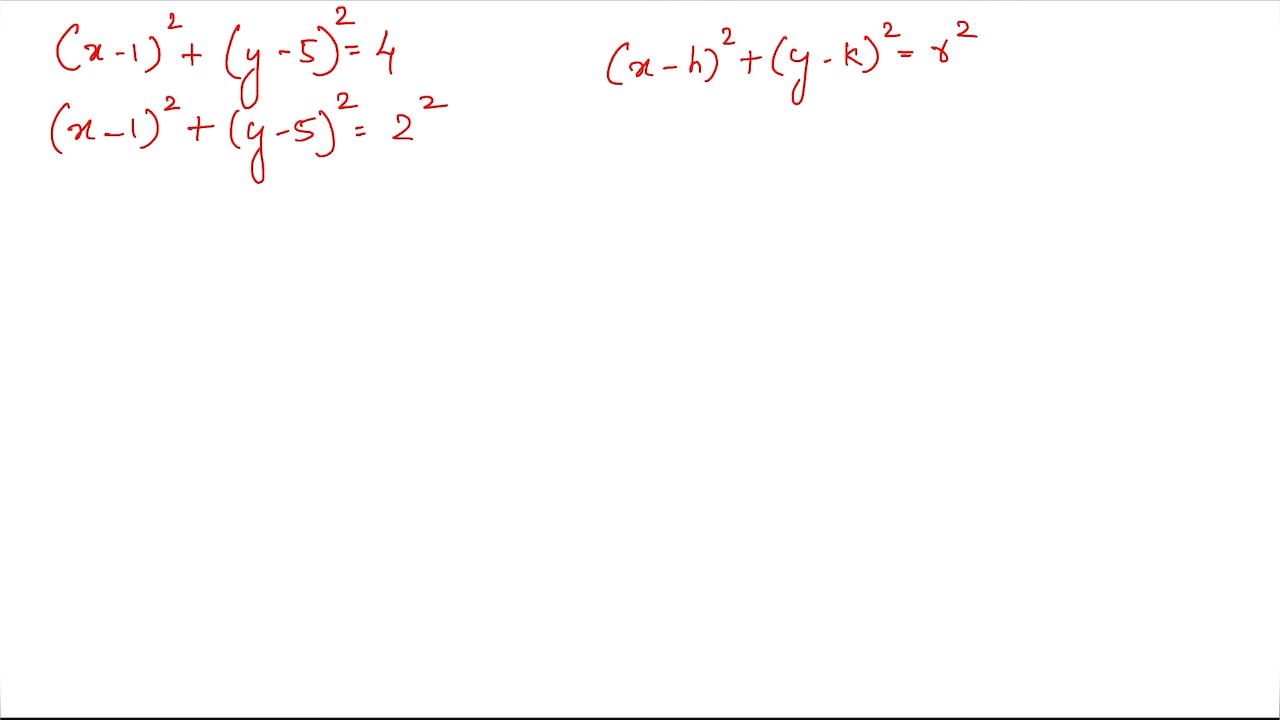 (x-1)² + (y-5)² = 4
(x-h)² + (y-k)² = r²
(x-1)² + (y-5)² = 2²